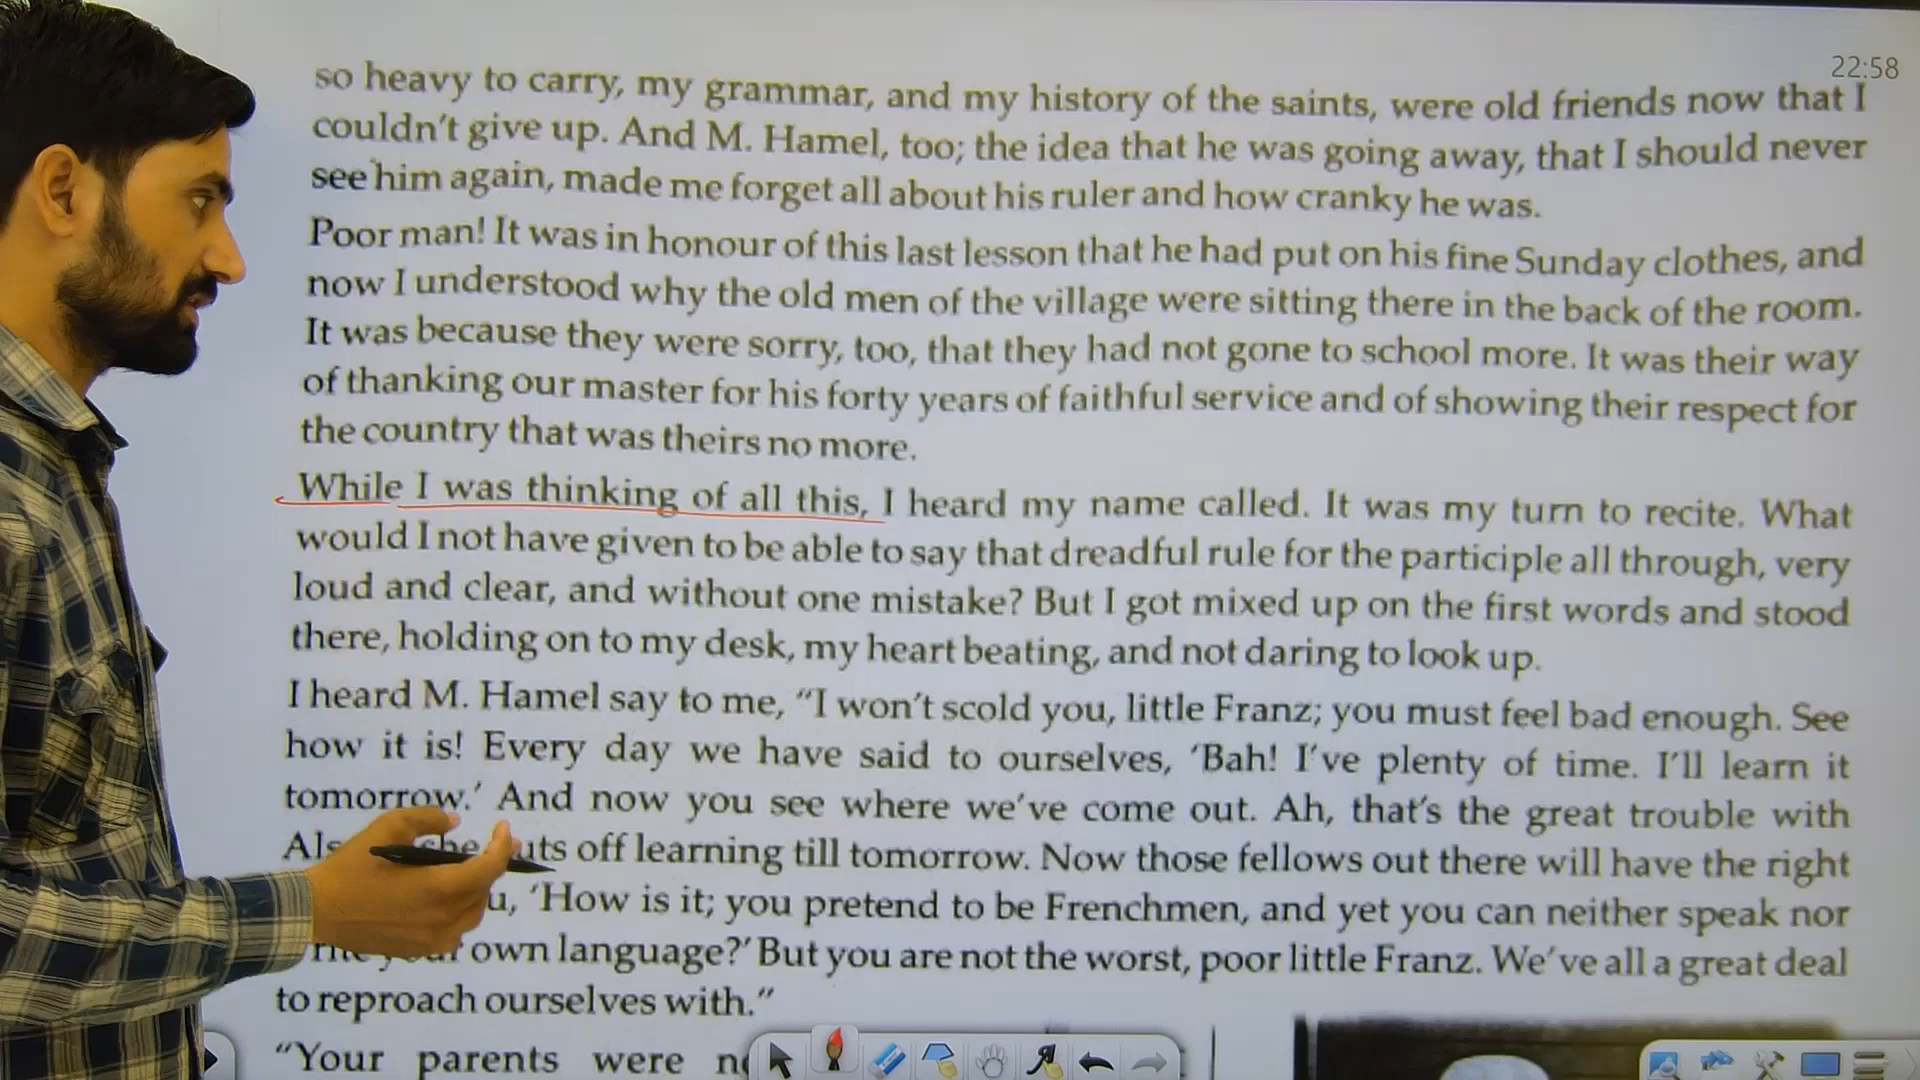 22:58
so heavy to carry, my grammar, and my history of the saints, were old friends now that I
couldn't give up. And M. Hamel, too; the idea that he was going away, that I should never
see him again, made me forget all about his ruler and how cranky he was.
Poor man! It was in honour of this last lesson that he had put on his fine Sunday clothes, and
now I understood why the old men of the village were sitting there in the back of the room.
It was because they were sorry, too, that they had not gone to school more. It was their way
of thanking our master for his forty years of faithful service and of showing their respect for
the country that was theirs no more.
While I was thinking of all this, I heard my name called. It was my turn to recite. What
would I not have given to be able to say that dreadful rule for the participle all through, very
loud and clear, and without one mistake? But I got mixed up on the first words and stood
there, holding on to my desk, my heart beating, and not daring to look up.
I heard M. Hamel say to me, “I won't scold you, little Franz; you must feel bad enough. See
how it is! Every day we have said to ourselves, ‘Bah! I've plenty of time. I'll learn it
tomorrow.’ And now you see where we've come out. Ah, that's the great trouble with
off learning till tomorrow. Now those fellows out there will have the right
‘How is it; you pretend to be Frenchmen, and yet you can neither speak nor
own language?’ But you are not the worst, poor little Franz. We've all a great deal
to reproach ourselves with.”
“Your parents were